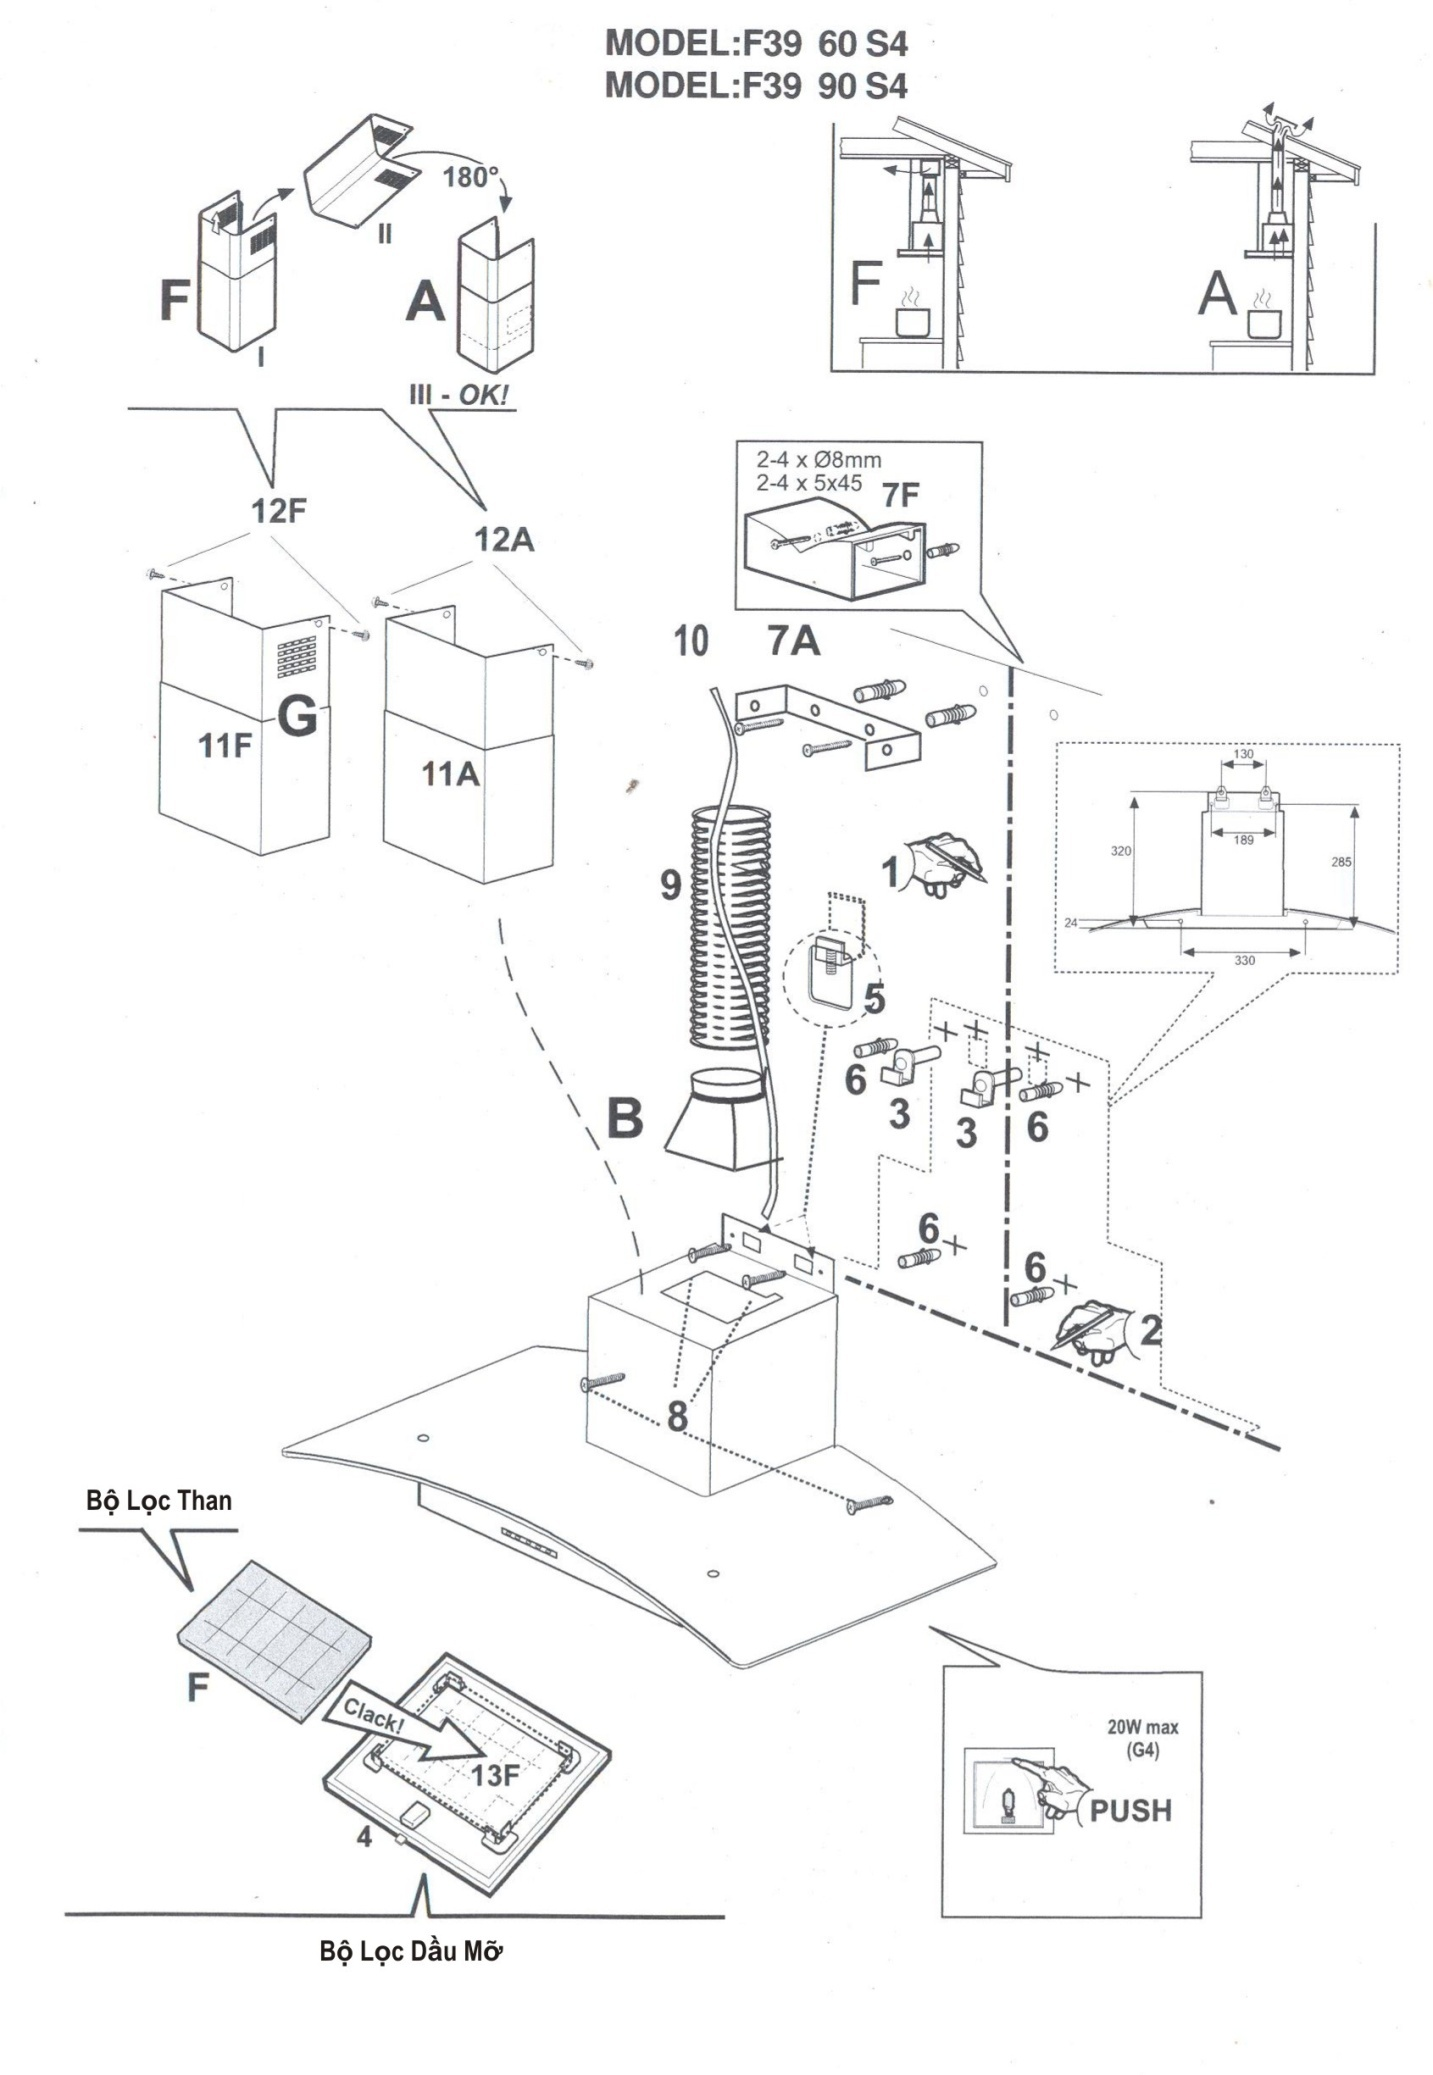 MODEL:F39 60 S4
MODEL:F39 90 S4
180°
II
F
A
I
III - OK!
F
A
12F
12A
G
11F
11A
2-4 x Ø8mm
2-4 x 5x45
7F
10
7A
130
189
320
285
24
330
1
9
5
6
3
3
6
B
6
6
2
8
Bộ Lọc Than
F
Clack!
13F
4
Bộ Lọc Dầu Mỡ
20W max
(G4)
PUSH